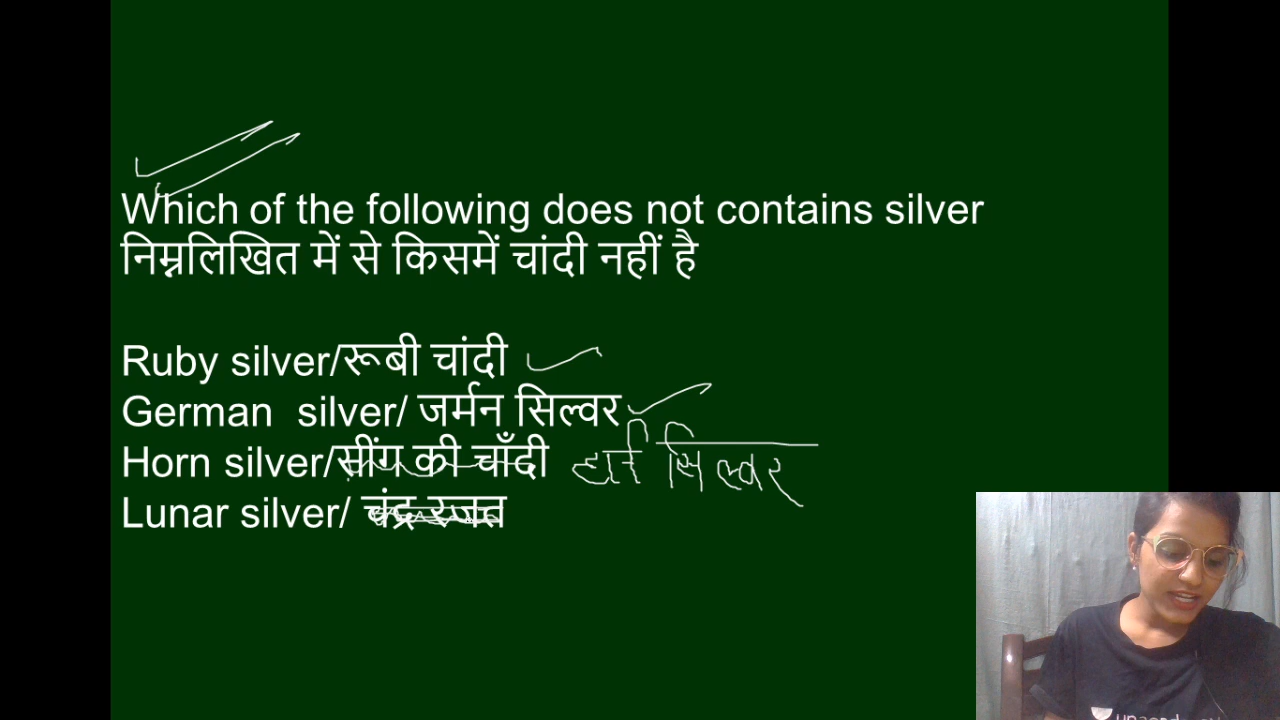 Which of the following does not contains silver
निम्नलिखित में से किसमें चांदी नहीं है
Ruby silver/रूबी चांदी
German silver/ जर्मन सिल्वर
Horn silver/सींग की चाँदी हार्न सिल्वर
Lunar silver/ चंद्र रजत